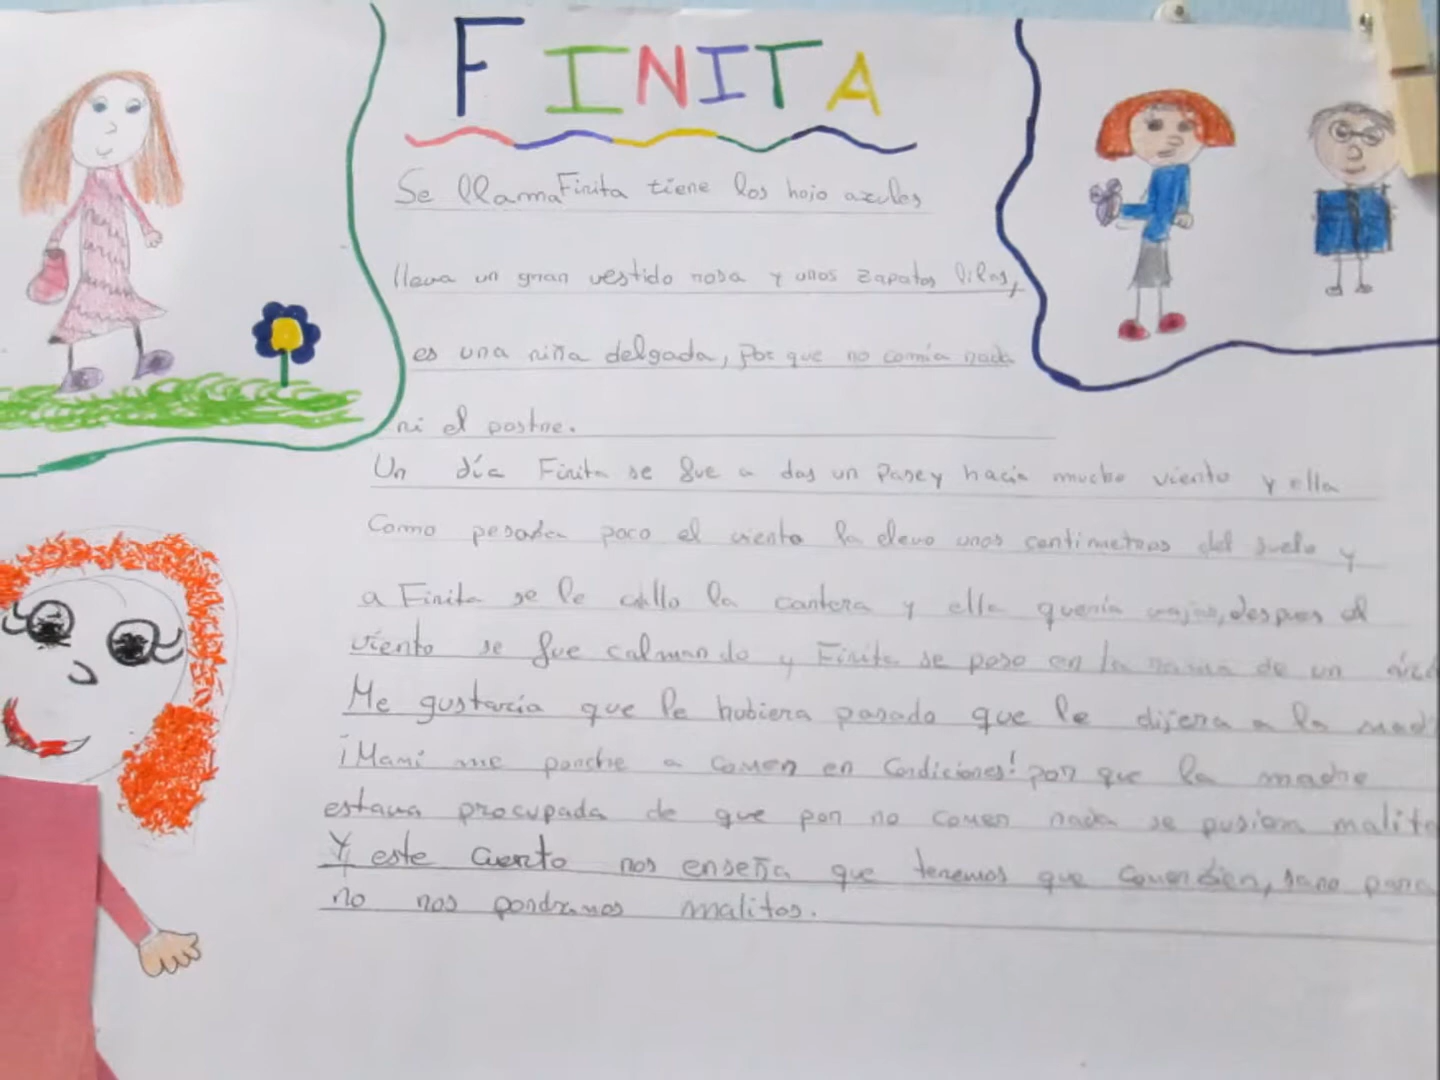 FINITA
Se llama Finita tiene los hojo azules
lleva un gran vestido rosa y unos zapatos lilas,
es una niña delgada, por que no comía nada
ni el postre.
Un día Finita se fue a das un Pasey hacía mucho viento y ella
Como pesaba poco el viento la elevo unos centimetros del suelo y
a Finita se le callo la cartera y ella quería despues el
viento se fue calmando y Finita se poso en la rama de un
Me gustaría que le hubiera pasado que le dijera a la
¡Mami me ponche a comer en Condiciones! por que la madre
estava procupada de que por no comer nada se pusiera malito
Y este cuento nos enseña que tenemos que comer bien, sano para
no nos pondramos malitos.